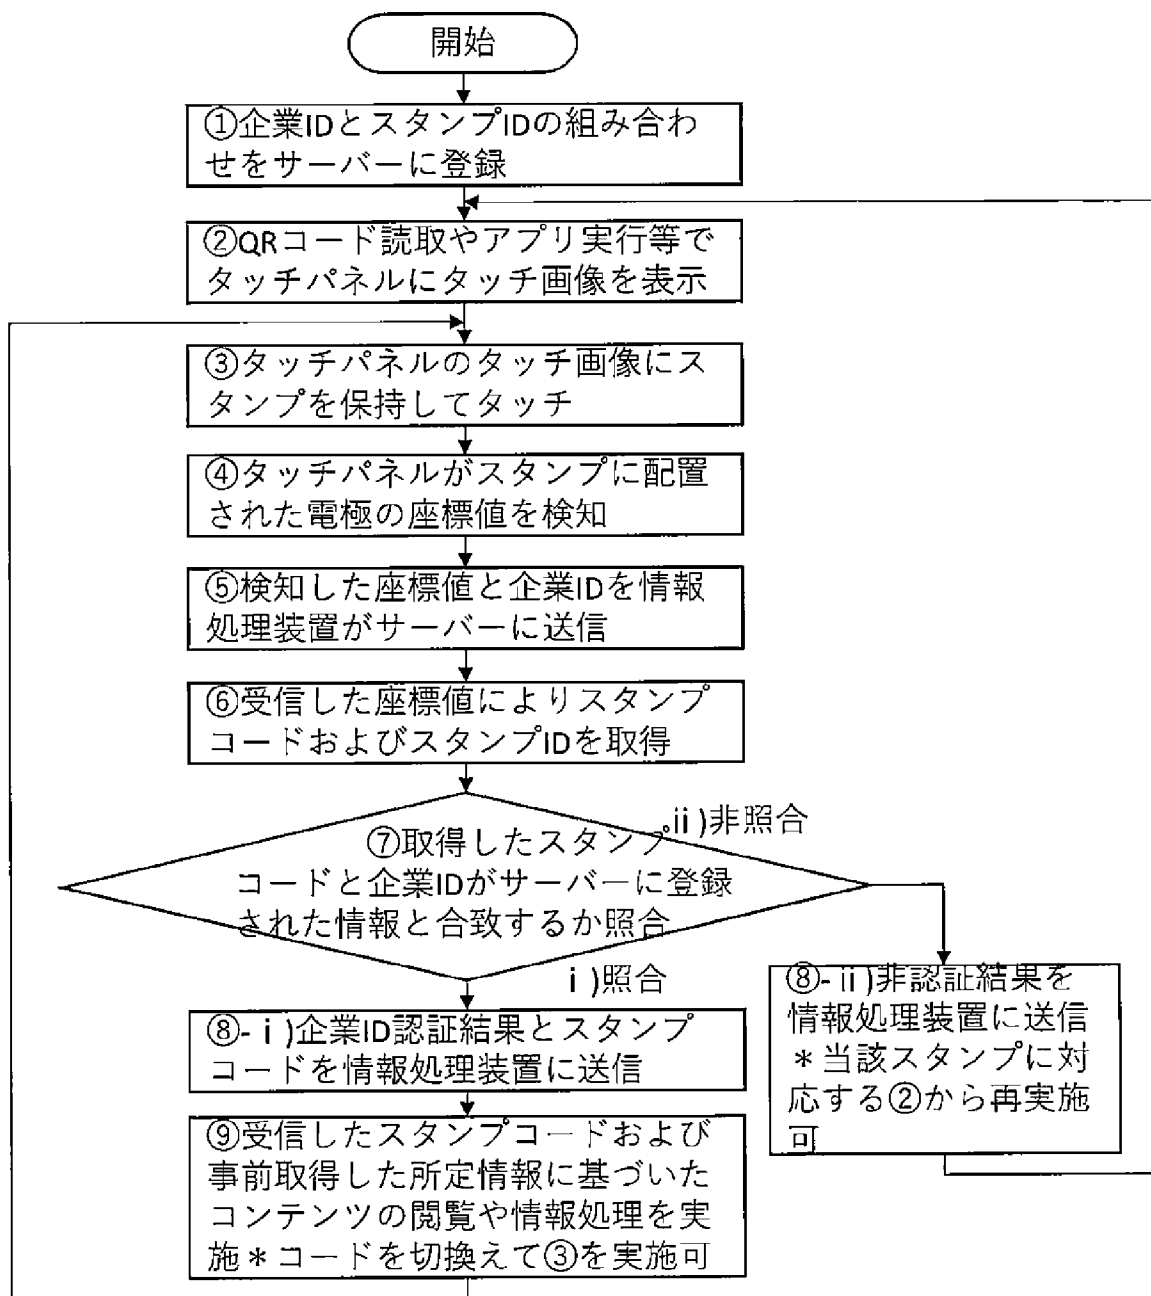 開始
①企業IDとスタンプIDの組み合わ
せをサーバーに登録
②QRコード読取やアプリ実行等で
タッチパネルにタッチ画像を表示
③タッチパネルのタッチ画像にス
タンプを保持してタッチ
④タッチパネルがスタンプに配置
された電極の座標値を検知
⑤検知した座標値と企業IDを情報
処理装置がサーバーに送信
⑥受信した座標値によりスタンプ
コードおよびスタンプIDを取得
ⅱ)非照合
⑦取得したスタンプ
コードと企業IDがサーバーに登録
された情報と合致するか照合
ⅰ)照合
⑧-ⅰ)企業ID認証結果とスタンプ
コードを情報処理装置に送信
⑧-ⅱ)非認証結果を
情報処理装置に送信
＊当該スタンプに対
応する②から再実施
可
⑨受信したスタンプコードおよび
事前取得した所定情報に基づいた
コンテンツの閲覧や情報処理を実
施＊コードを切換えて③を実施可